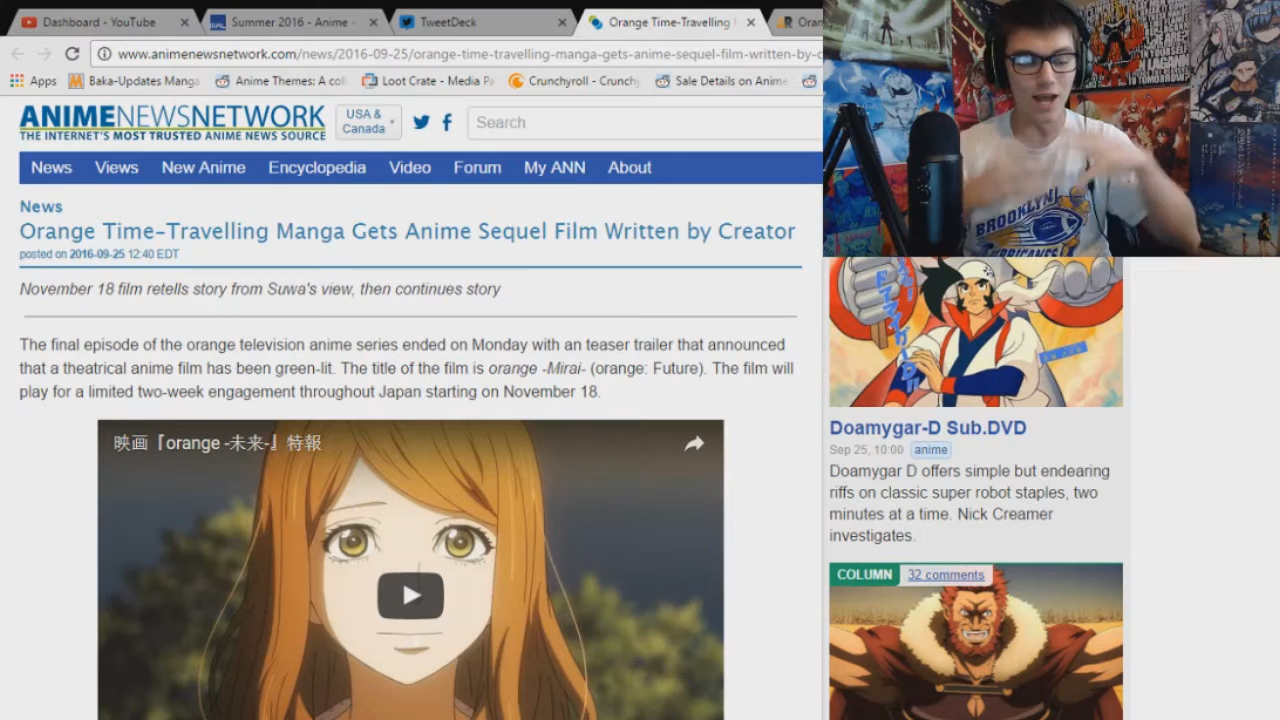 Dashboard - YouTube
Summer 2016 - Anime -
TweetDeck
Orange Time-Travelling
www.animenewsnetwork.com/news/2016-09-25/orange-time-travelling-manga-gets-anime-sequel-film-written-by-c
Apps
Baka-Updates Manga
Anime Themes: A coll
Loot Crate - Media Pa
Crunchyroll - Crunchy
Sale Details on Anime
ANIMENEWSNETWORK
THE INTERNET'S MOST TRUSTED ANIME NEWS SOURCE
USA &
Canada
Search
News Views New Anime Encyclopedia Video Forum My ANN About
News
Orange Time-Travelling Manga Gets Anime Sequel Film Written by Creator
posted on 2016-09-25 12:40 EDT
November 18 film retells story from Suwa's view, then continues story
The final episode of the orange television anime series ended on Monday with an teaser trailer that announced
that a theatrical anime film has been green-lit. The title of the film is orange -Mirai- (orange: Future). The film will
play for a limited two-week engagement throughout Japan starting on November 18.
映画『orange -未来-』特報
BROOKLYN
HURRICANES
ドマイガーD
Doamygar-D Sub.DVD
Sep 25, 10:00 anime
Doamygar D offers simple but endearing
riffs on classic super robot staples, two
minutes at a time. Nick Creamer
investigates.
COLUMN 32 comments